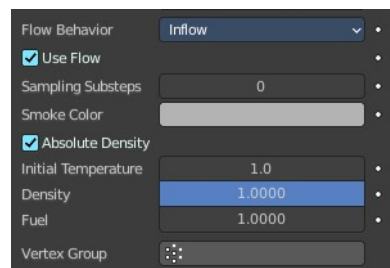 Flow Behavior Inflow
Use Flow
Sampling Substeps 0
Smoke Color
Absolute Density
Initial Temperature 1.0
Density 1.0000
Fuel 1.0000
Vertex Group